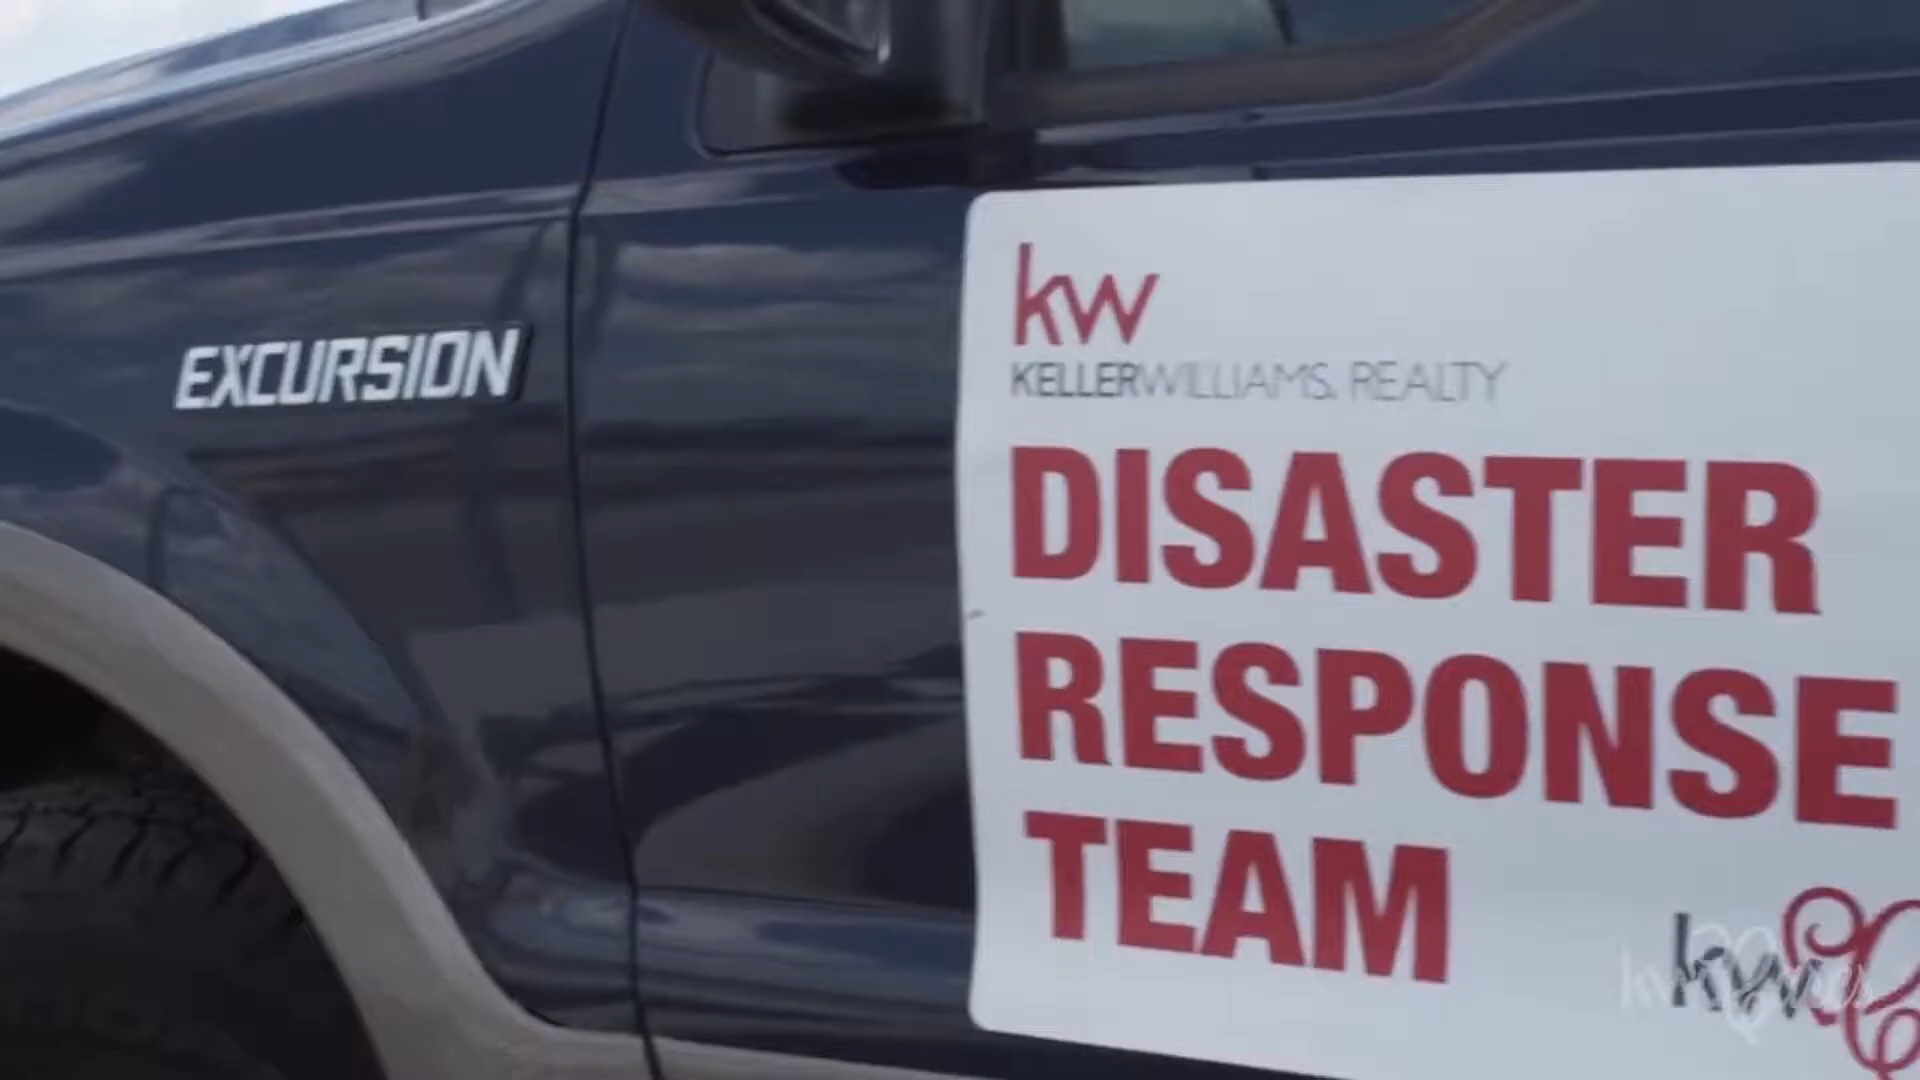 EXCURSION
kw
KELLERWILLIAMS. REALTY
DISASTER
RESPONSE
TEAM
kw